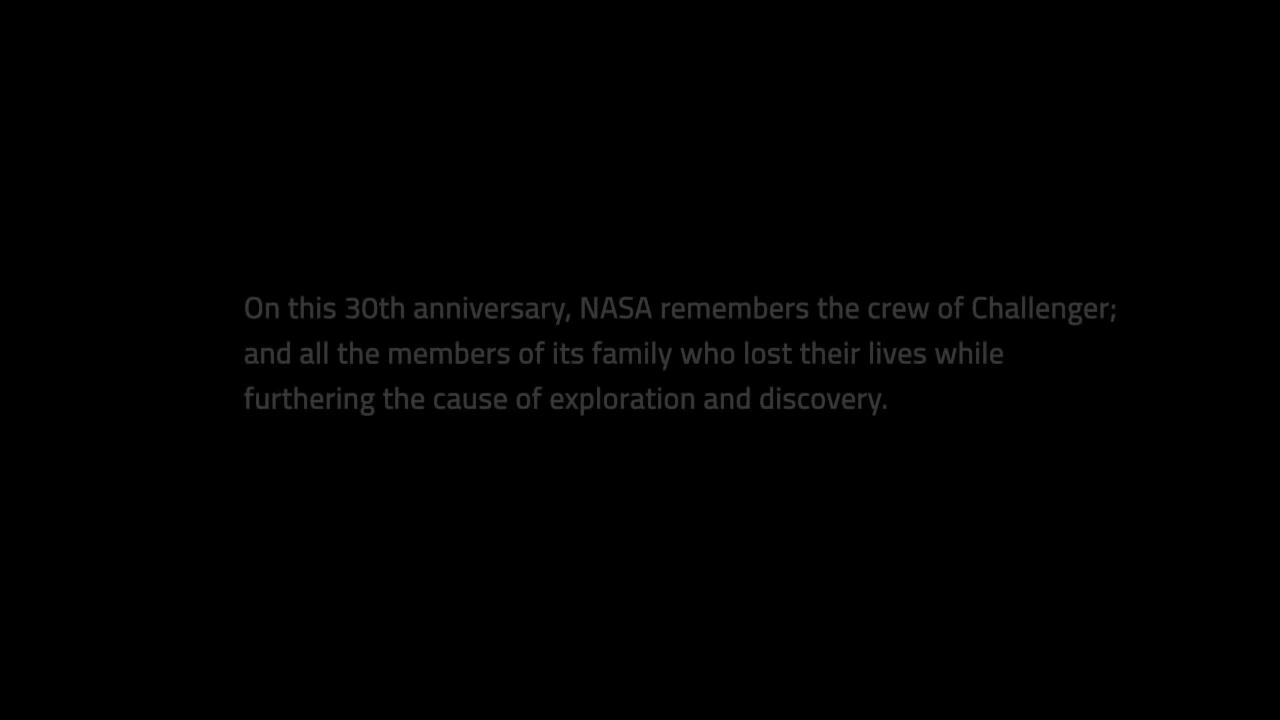 On this 30th anniversary, NASA remembers the crew of Challenger;
and all the members of its family who lost their lives while
furthering the cause of exploration and discovery.